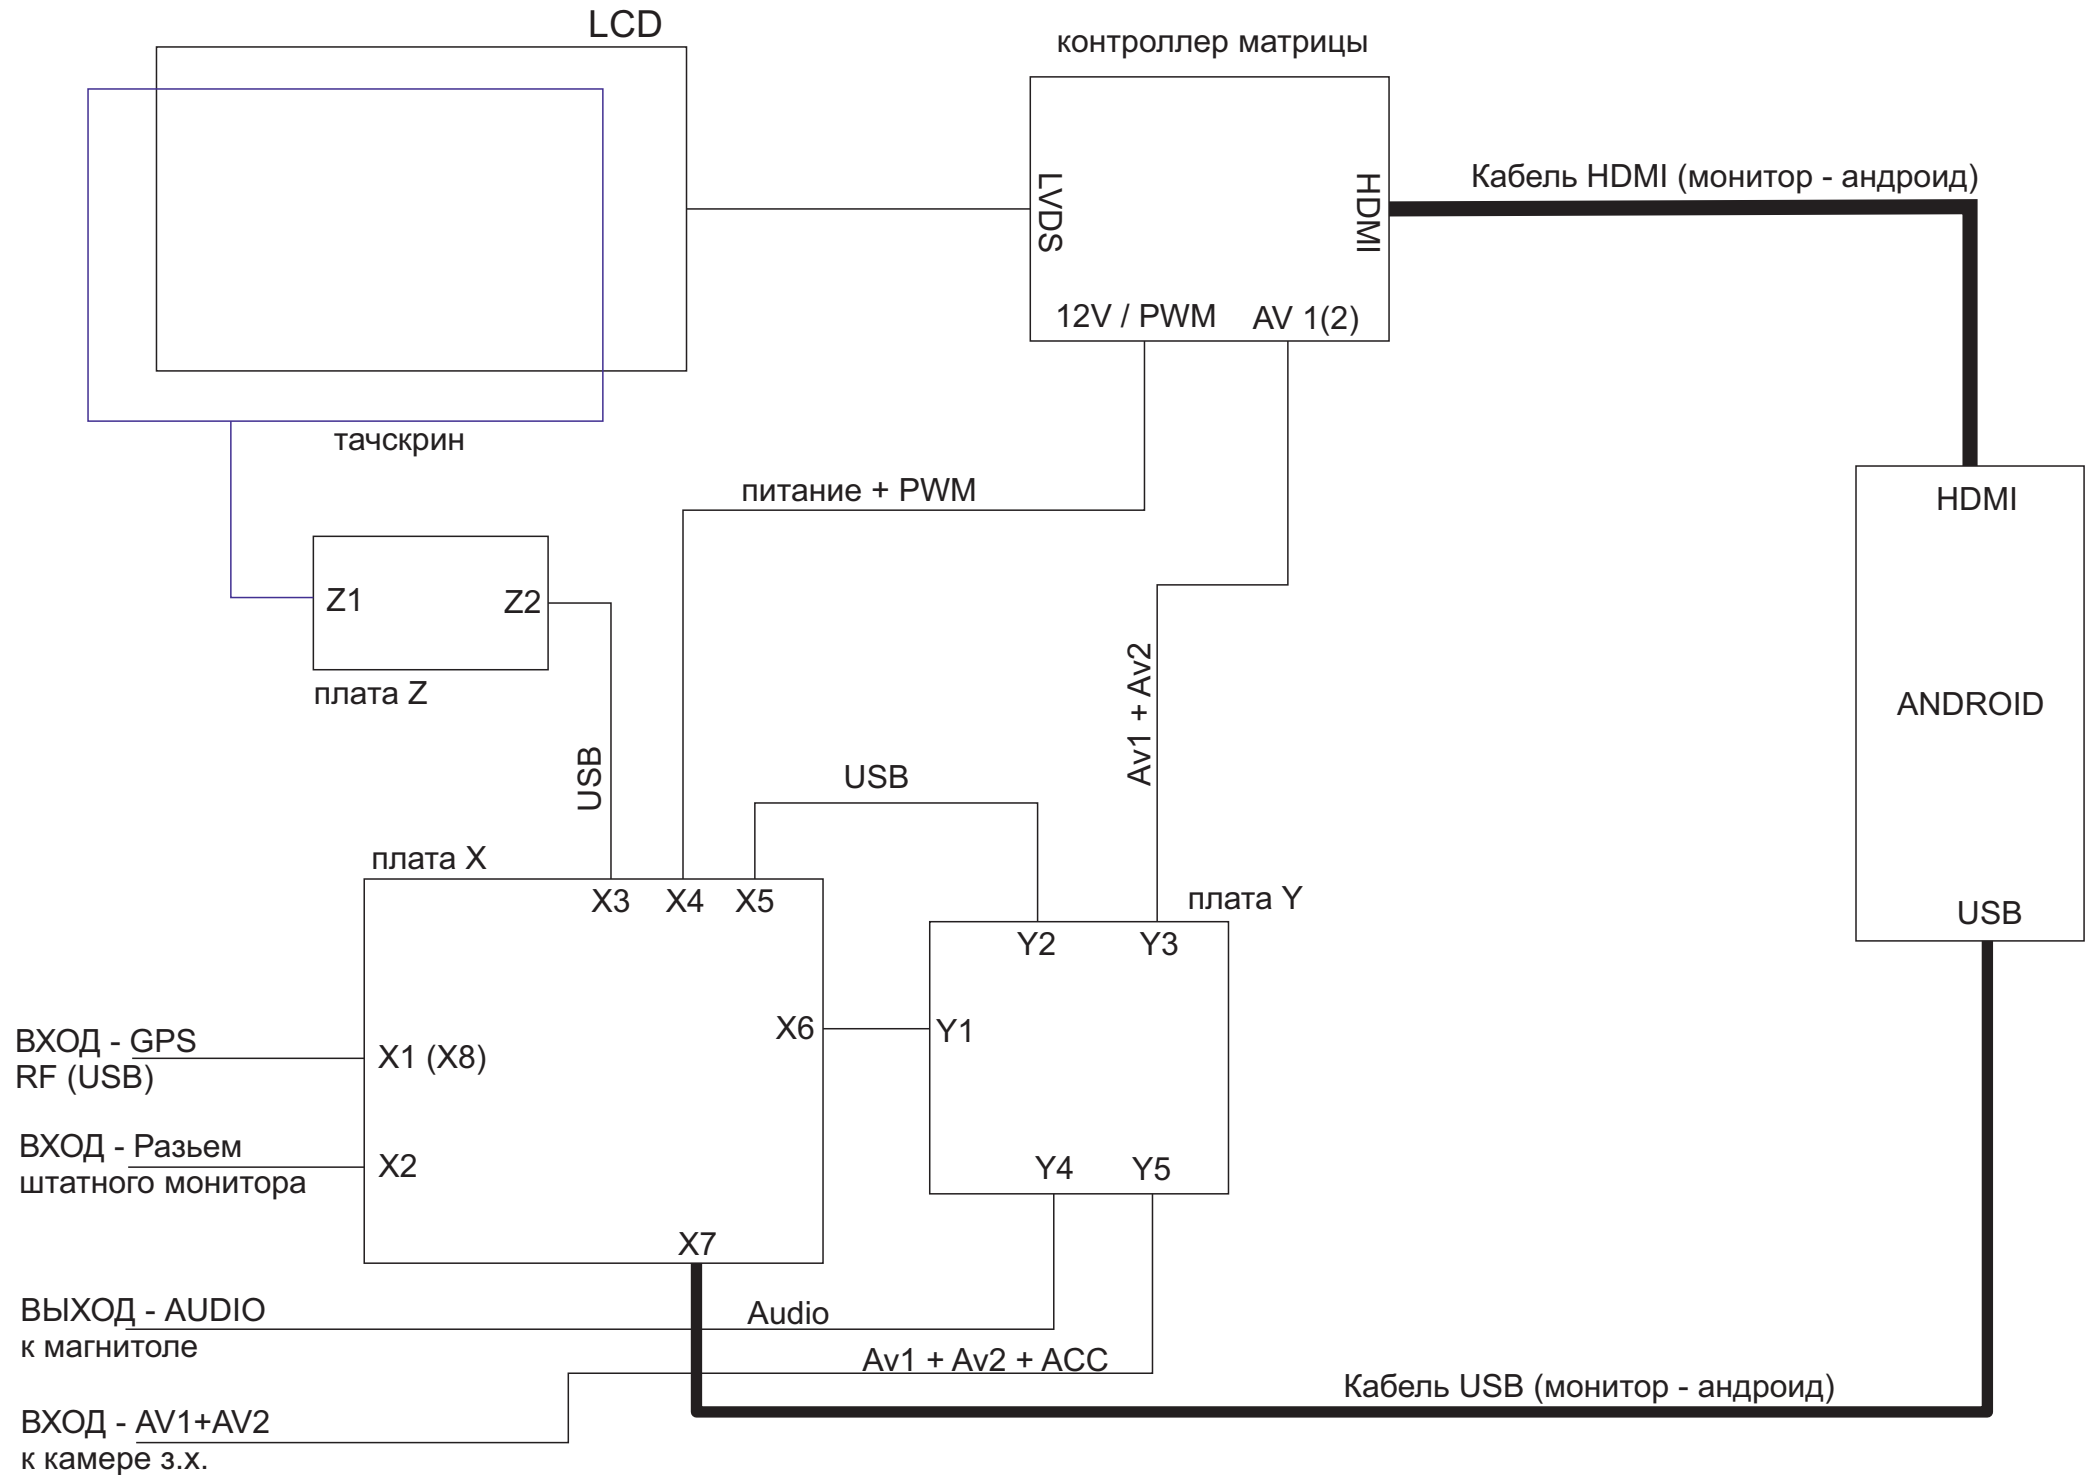 LCD
контроллер матрицы
Кабель HDMI (монитор - андроид)
LVDS
HDMI
12V / PWM
AV 1(2)
тачскрин
питание + PWM
HDMI
Z1
Z2
плата Z
ANDROID
Av1 + Av2
USB
USB
плата X
X3
X4
X5
плата Y
USB
Y2
Y3
X6
Y1
ВХОД - GPS
RF (USB)
X1 (X8)
ВХОД - Разьем
штатного монитора
X2
Y4
Y5
X7
ВЫХОД - AUDIO
к магнитоле
Audio
Av1 + Av2 + ACC
Кабель USB (монитор - андроид)
ВХОД - AV1+AV2
к камере з.х.